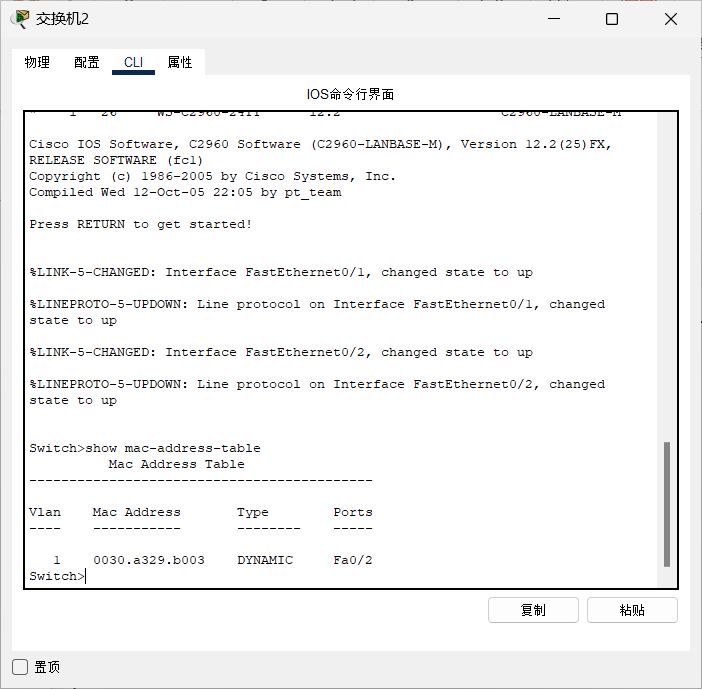 交换机2
物理 配置 CLI 属性
IOS命令行界面
* 1 26 WS-C2960-24TT 12.2 C2960-LANBASE-M
Cisco IOS Software, C2960 Software (C2960-LANBASE-M), Version 12.2(25)FX,
RELEASE SOFTWARE (fc1)
Copyright (c) 1986-2005 by Cisco Systems, Inc.
Compiled Wed 12-Oct-05 22:05 by pt_team
Press RETURN to get started!
%LINK-5-CHANGED: Interface FastEthernet0/1, changed state to up
%LINEPROTO-5-UPDOWN: Line protocol on Interface FastEthernet0/1, changed
state to up
%LINK-5-CHANGED: Interface FastEthernet0/2, changed state to up
%LINEPROTO-5-UPDOWN: Line protocol on Interface FastEthernet0/2, changed
state to up
Switch>show mac-address-table
Mac Address Table
-------------------------------------------
Vlan Mac Address Type Ports
---- ----------- -------- -----
1 0030.a329.b003 DYNAMIC Fa0/2
Switch>
复制 粘贴
置顶